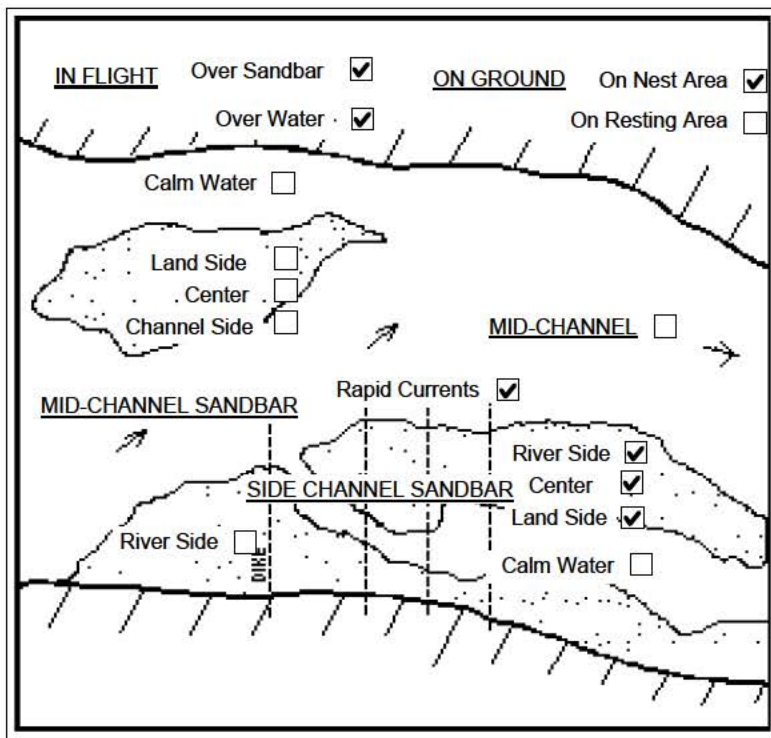 IN FLIGHT Over Sandbar ON GROUND On Nest Area
Over Water On Resting Area
Calm Water
Land Side
Center
Channel Side
MID-CHANNEL
Rapid Currents
MID-CHANNEL SANDBAR
River Side
SIDE CHANNEL SANDBAR Center
Land Side
River Side
DIKE
Calm Water